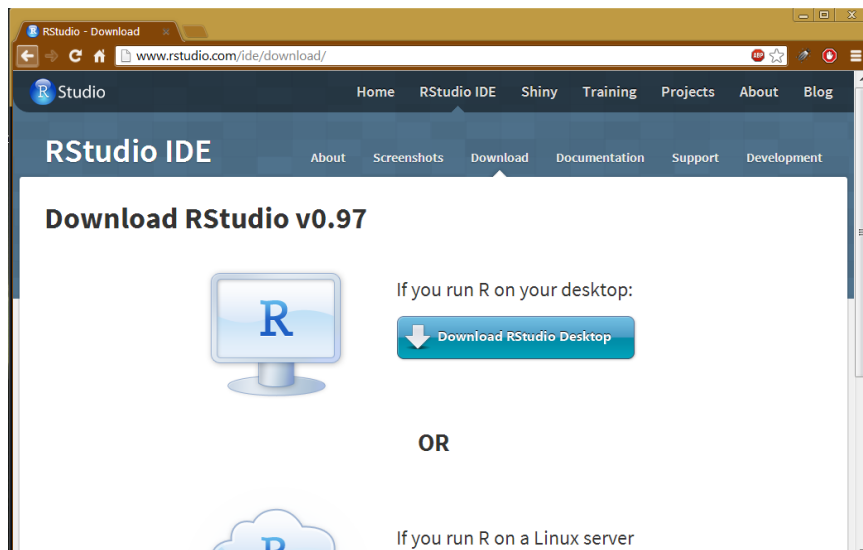 RStudio - Download
www.rstudio.com/ide/download/
ABP
R Studio
Home RStudio IDE Shiny Training Projects About Blog
RStudio IDE
About Screenshots Download Documentation Support Development
Download RStudio v0.97
R
If you run R on your desktop:
Download RStudio Desktop
OR
R
If you run R on a Linux server